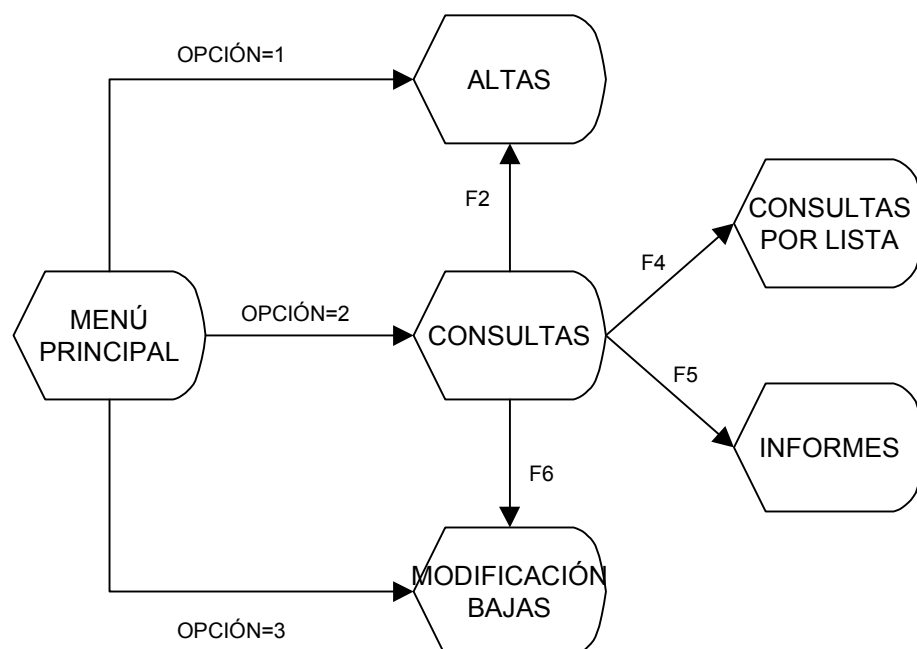 OPCIÓN=1
ALTAS
F2
CONSULTAS
POR LISTA
F4
MENÚ
PRINCIPAL
OPCIÓN=2
CONSULTAS
F5
INFORMES
F6
MODIFICACIÓN
BAJAS
OPCIÓN=3